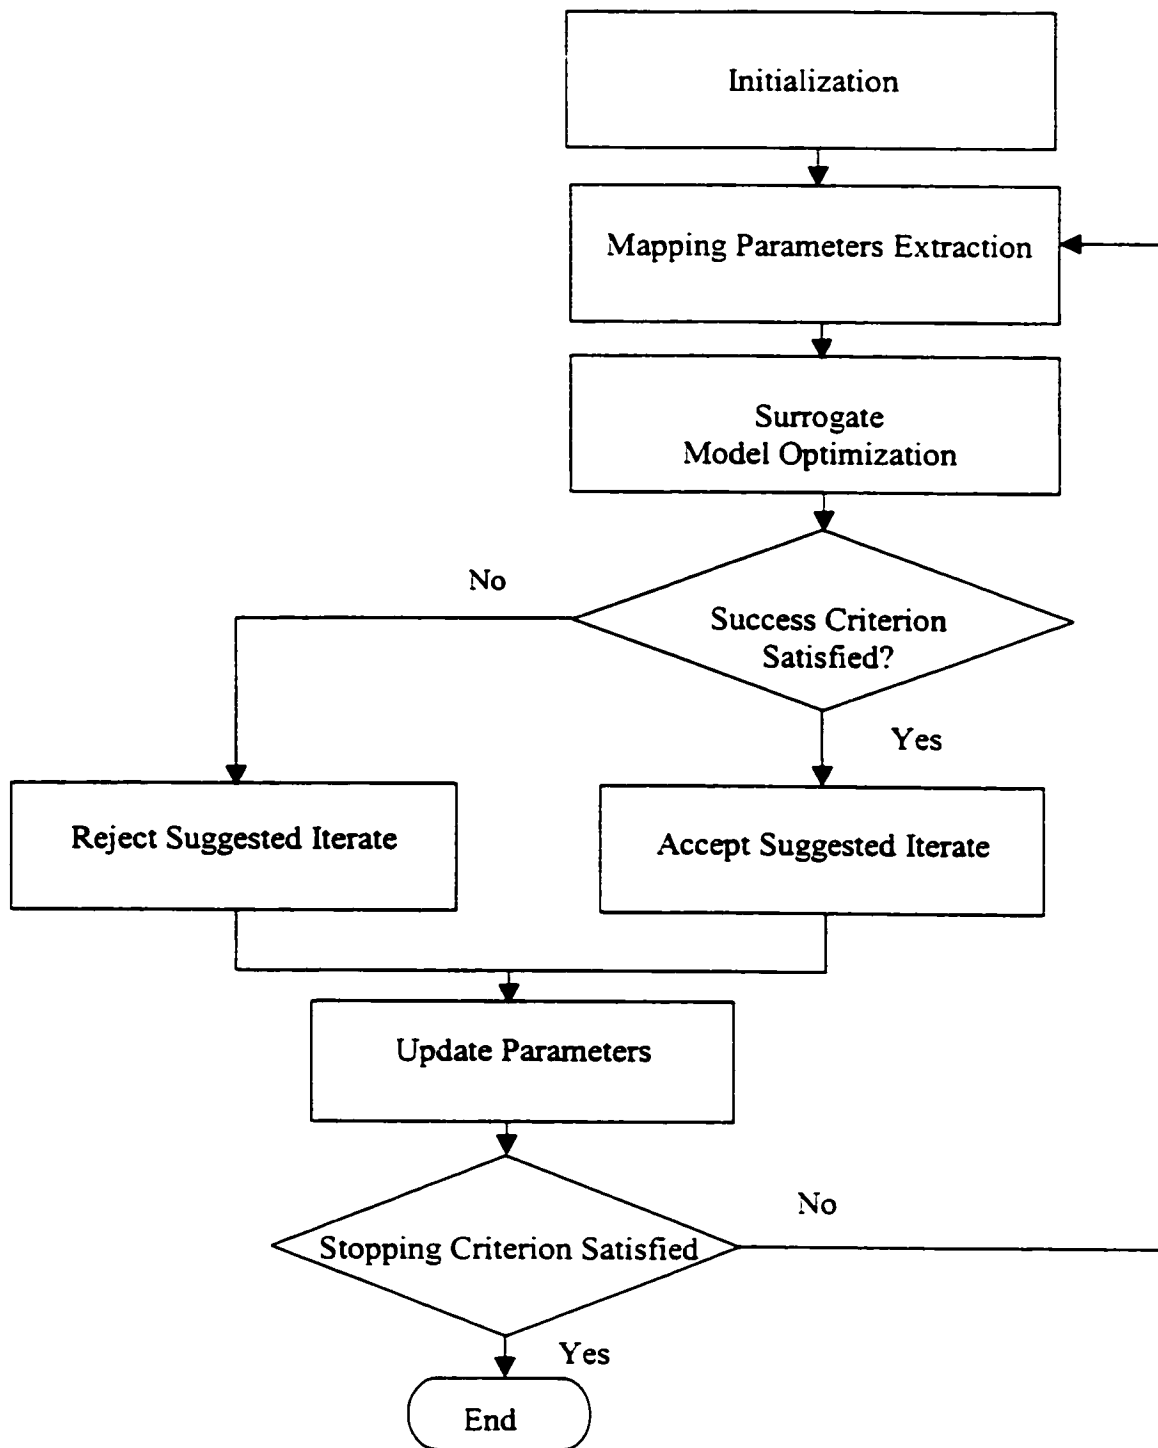 Initialization
Mapping Parameters Extraction
Surrogate
Model Optimization
No
Success Criterion
Satisfied?
Yes
Reject Suggested Iterate
Accept Suggested Iterate
Update Parameters
No
Stopping Criterion Satisfied
Yes
End